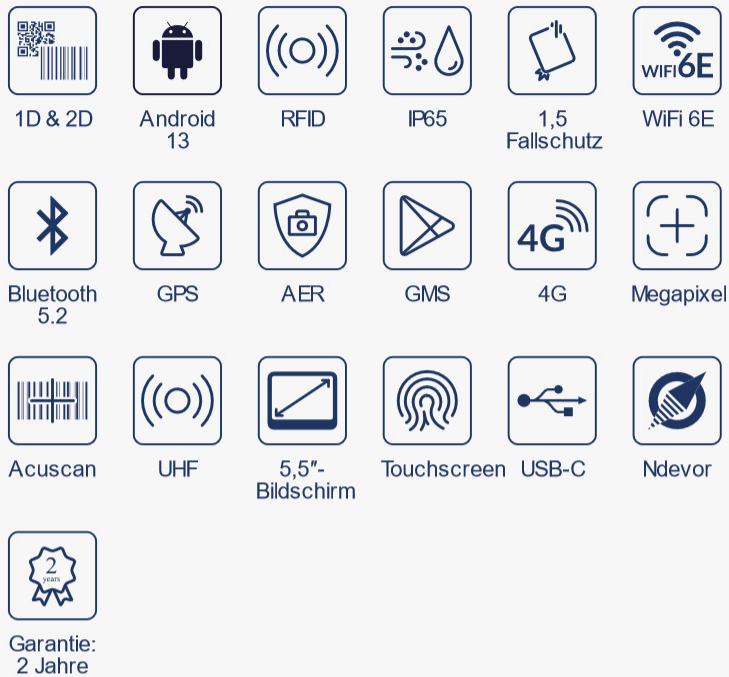 WIFI 6E
1D & 2D
Android
13
RFID
IP65
1,5
Fallschutz
WiFi 6E
4G
Bluetooth
5.2
GPS
AER
GMS
4G
Megapixel
Acuscan
UHF
5,5"-
Bildschirm
Touchscreen
USB-C
Ndevor
2
years
Garantie:
2 Jahre